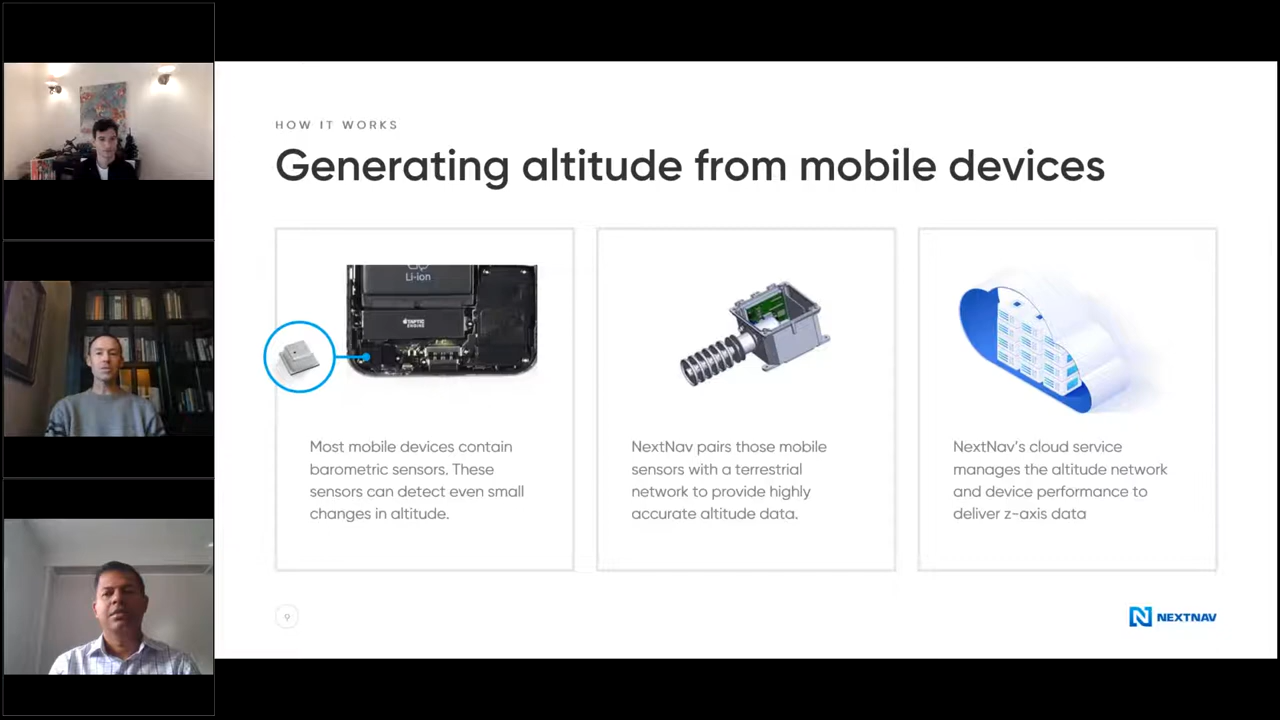 HOW IT WORKS
Generating altitude from mobile devices
Li-ion
TAPTIC
ENGINE
Most mobile devices contain
barometric sensors. These
sensors can detect even small
changes in altitude.
NextNav pairs those mobile
sensors with a terrestrial
network to provide highly
accurate altitude data.
NextNav's cloud service
manages the altitude network
and device performance to
deliver z-axis data
9
NEXTNAV